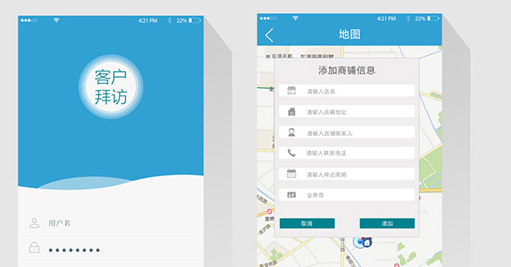 4:21 PM
22%
客户
拜访
用户名
4:21 PM
22%
地图
添加商铺信息
请输入店名
请输入店铺地址
请输入店铺联系人
请输入联系电话
请输入拜访周期
业务员
取消
添加